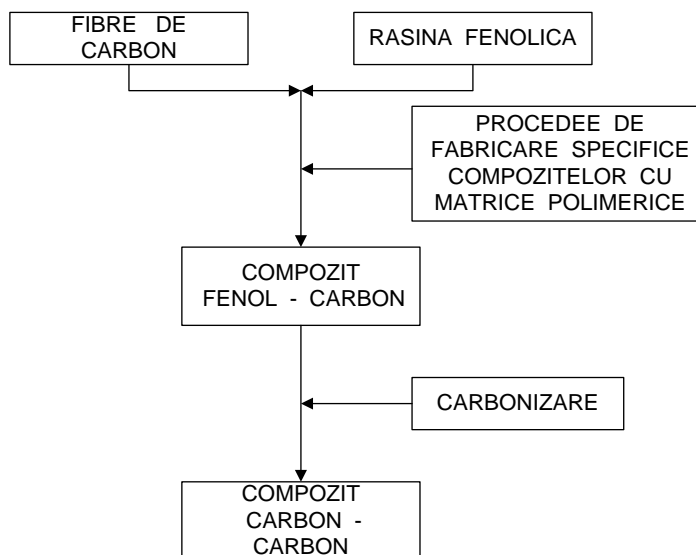 FIBRE DE
CARBON
RASINA FENOLICA
PROCEDEE DE
FABRICARE SPECIFICE
COMPOZITELOR CU
MATRICE POLIMERICE
COMPOZIT
FENOL - CARBON
CARBONIZARE
COMPOZIT
CARBON -
CARBON